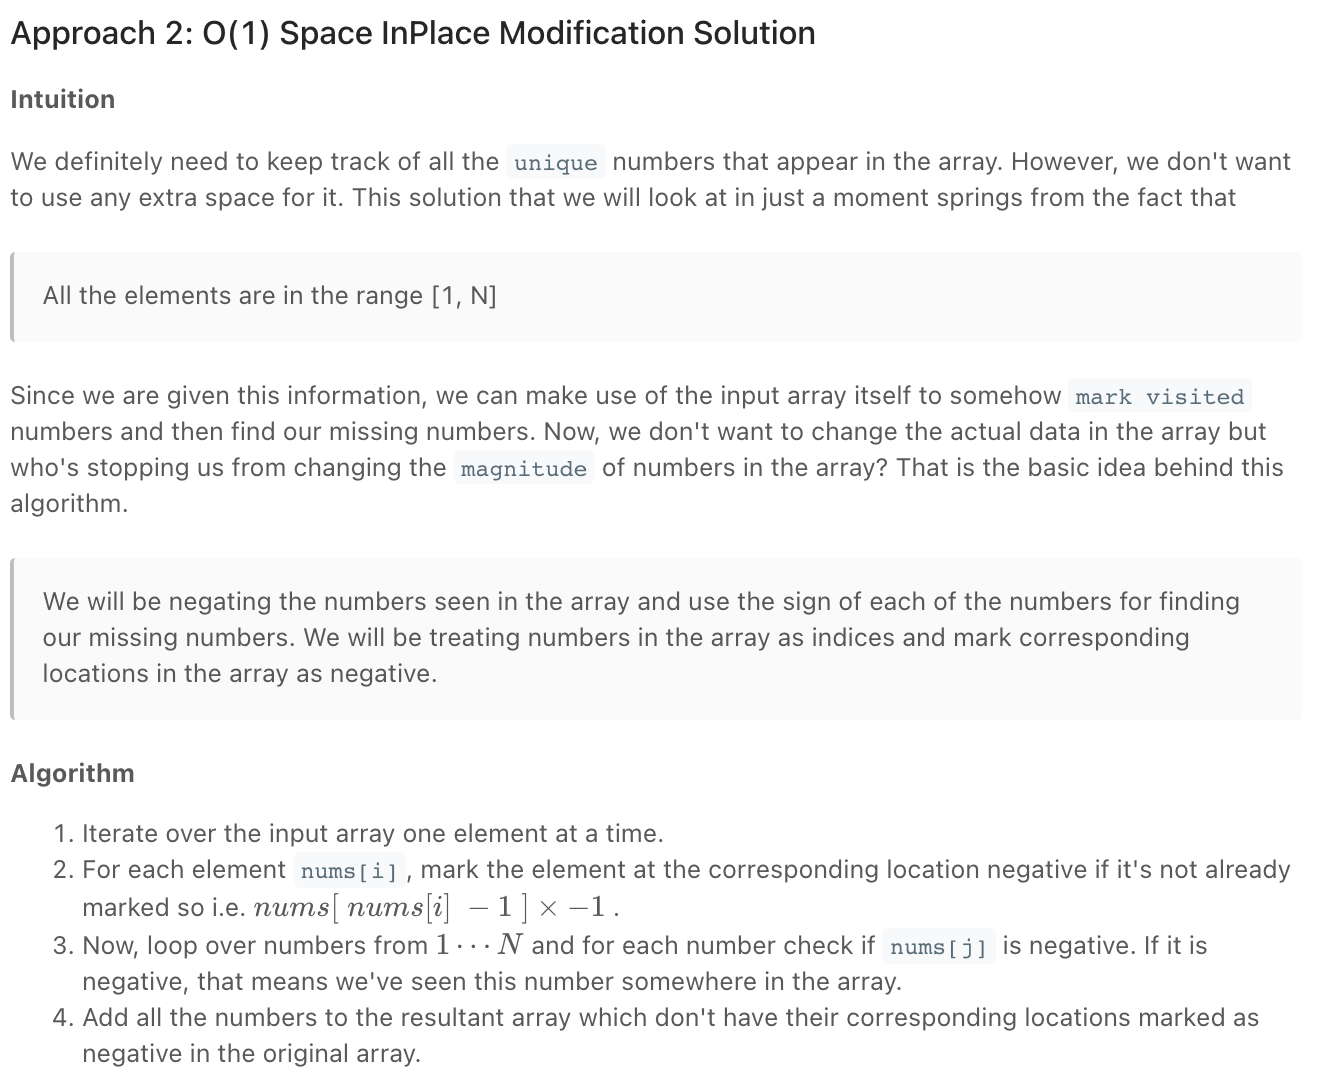 Approach 2: O(1) Space InPlace Modification Solution
Intuition
We definitely need to keep track of all the unique numbers that appear in the array. However, we don't want
to use any extra space for it. This solution that we will look at in just a moment springs from the fact that
All the elements are in the range [1, N]
Since we are given this information, we can make use of the input array itself to somehow mark visited
numbers and then find our missing numbers. Now, we don't want to change the actual data in the array but
who's stopping us from changing the magnitude of numbers in the array? That is the basic idea behind this
algorithm.
We will be negating the numbers seen in the array and use the sign of each of the numbers for finding
our missing numbers. We will be treating numbers in the array as indices and mark corresponding
locations in the array as negative.
Algorithm
1. Iterate over the input array one element at a time.
2. For each element nums[i] , mark the element at the corresponding location negative if it's not already
marked so i.e. nums[ nums[i] − 1 ] × −1 .
3. Now, loop over numbers from 1 ⋯ N and for each number check if nums[j] is negative. If it is
negative, that means we've seen this number somewhere in the array.
4. Add all the numbers to the resultant array which don't have their corresponding locations marked as
negative in the original array.